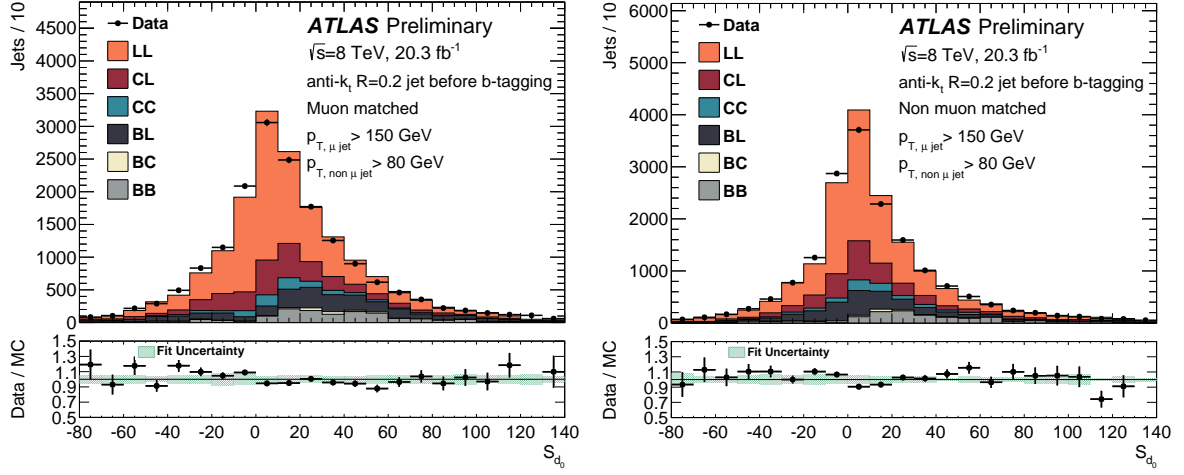 Jets / 10
4500
4000
3500
3000
2500
2000
1500
1000
500
0
Data
LL
CL
CC
BL
BC
BB
ATLAS Preliminary
√s=8 TeV, 20.3 fb⁻¹
anti-kₜ R=0.2 jet before b-tagging
Muon matched
p_T, μ jet > 150 GeV
p_T, non μ jet > 80 GeV
Data / MC
1.5
1.3
1.1
0.9
0.7
0.5
Fit Uncertainty
-80 -60 -40 -20 0 20 40 60 80 100 120 140
S_d₀
Jets / 10
6000
5000
4000
3000
2000
1000
0
Data
LL
CL
CC
BL
BC
BB
ATLAS Preliminary
√s=8 TeV, 20.3 fb⁻¹
anti-kₜ R=0.2 jet before b-tagging
Non muon matched
p_T, μ jet > 150 GeV
p_T, non μ jet > 80 GeV
Data / MC
1.5
1.3
1.1
0.9
0.7
0.5
Fit Uncertainty
-80 -60 -40 -20 0 20 40 60 80 100 120 140
S_d₀